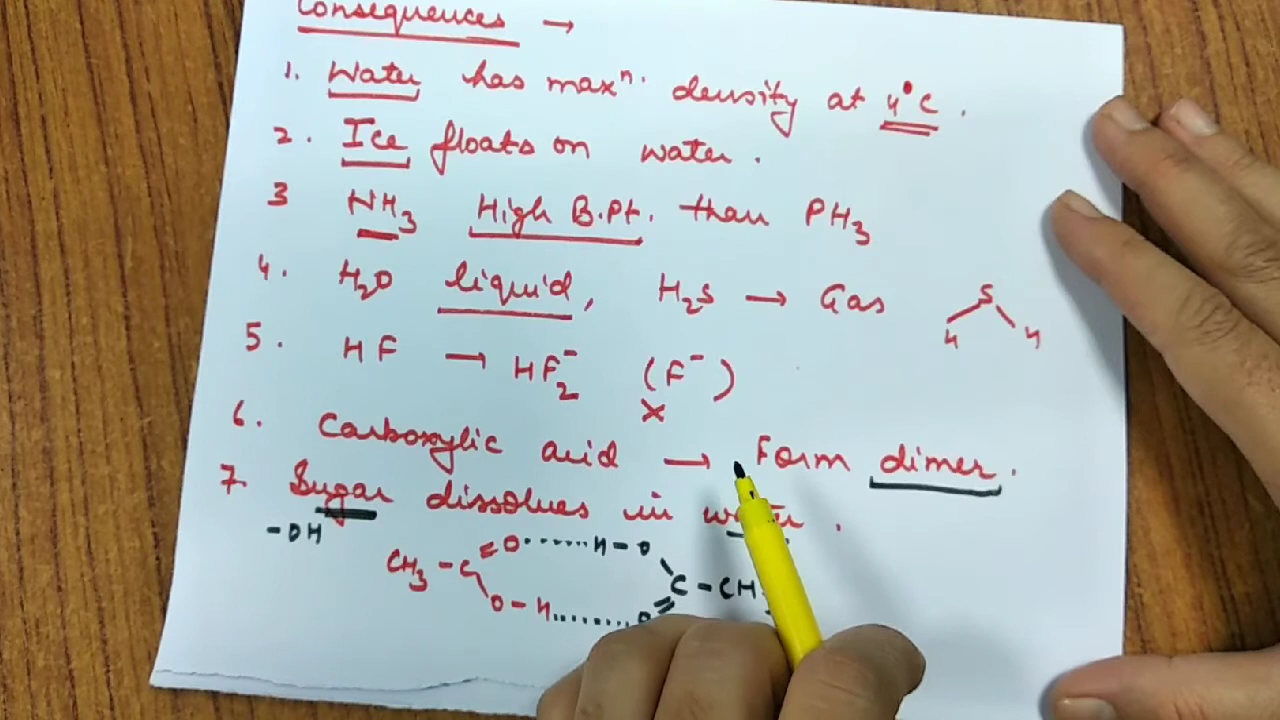 Consequences →
1. Water has maxⁿ. density at 4°C.
2. Ice floats on water.
3 NH₃ High B.Pt. than PH₃
4. H₂O liquid, H₂S → Gas S H H
5. HF → HF₂⁻ (F⁻) x
6. Carboxylic acid → Form dimer.
7. Sugar dissolves in water.
-OH
O ...... H-O
CH₃-C C-CH
O-H ...... O